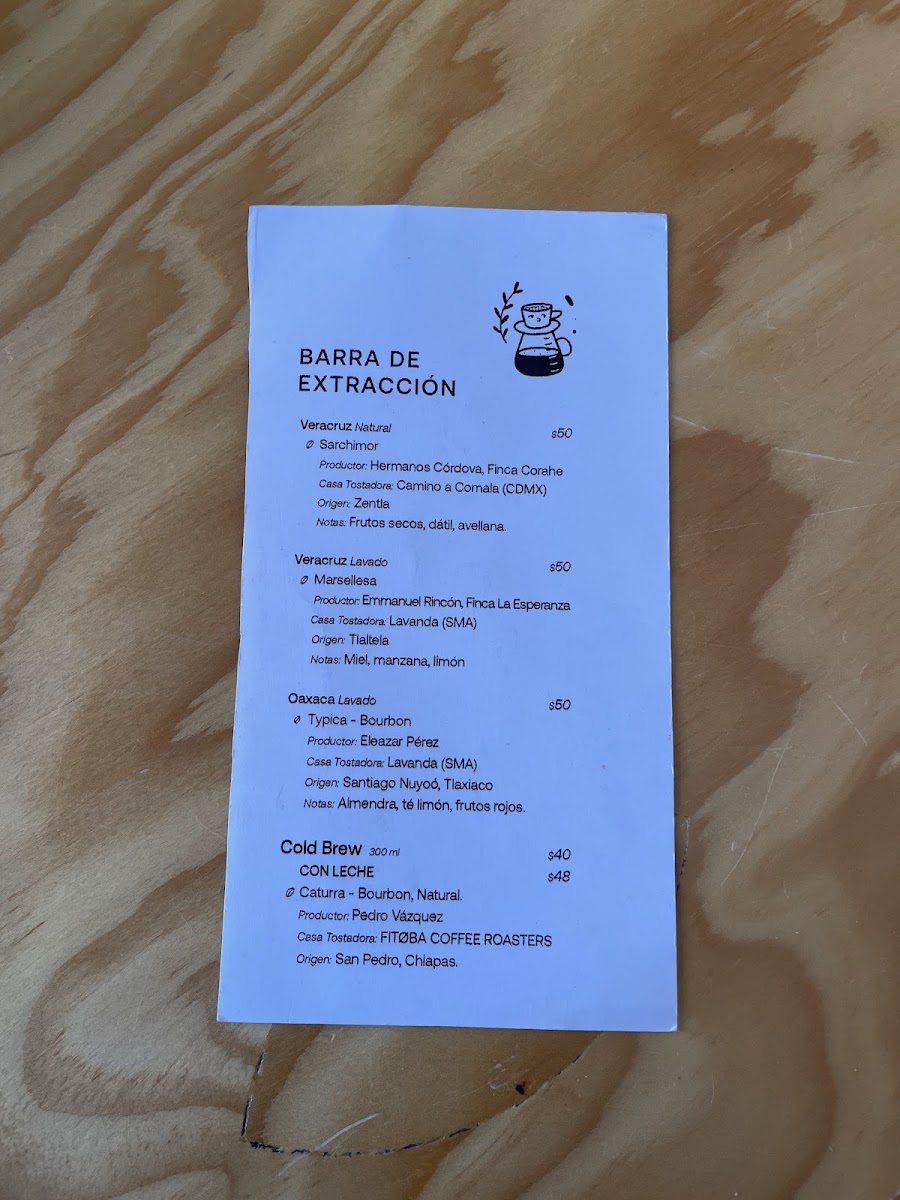 BARRA DE
EXTRACCIÓN
Veracruz Natural $50
Sarchimor
Productor: Hermanos Córdova, Finca Corahe
Casa Tostadora: Camino a Comala (CDMX)
Origen: Zentla
Notas: Frutos secos, dátil, avellana.
Veracruz Lavado $50
Marsellesa
Productor: Emmanuel Rincón, Finca La Esperanza
Casa Tostadora: Lavanda (SMA)
Origen: Tlaltela
Notas: Miel, manzana, limón
Oaxaca Lavado $50
Typica - Bourbon
Productor: Eleazar Pérez
Casa Tostadora: Lavanda (SMA)
Origen: Santiago Nuyoó, Tlaxiaco
Notas: Almendra, té limón, frutos rojos.
Cold Brew 300 ml $40
CON LECHE $48
Caturra - Bourbon, Natural.
Productor: Pedro Vázquez
Casa Tostadora: FITØBA COFFEE ROASTERS
Origen: San Pedro, Chiapas.